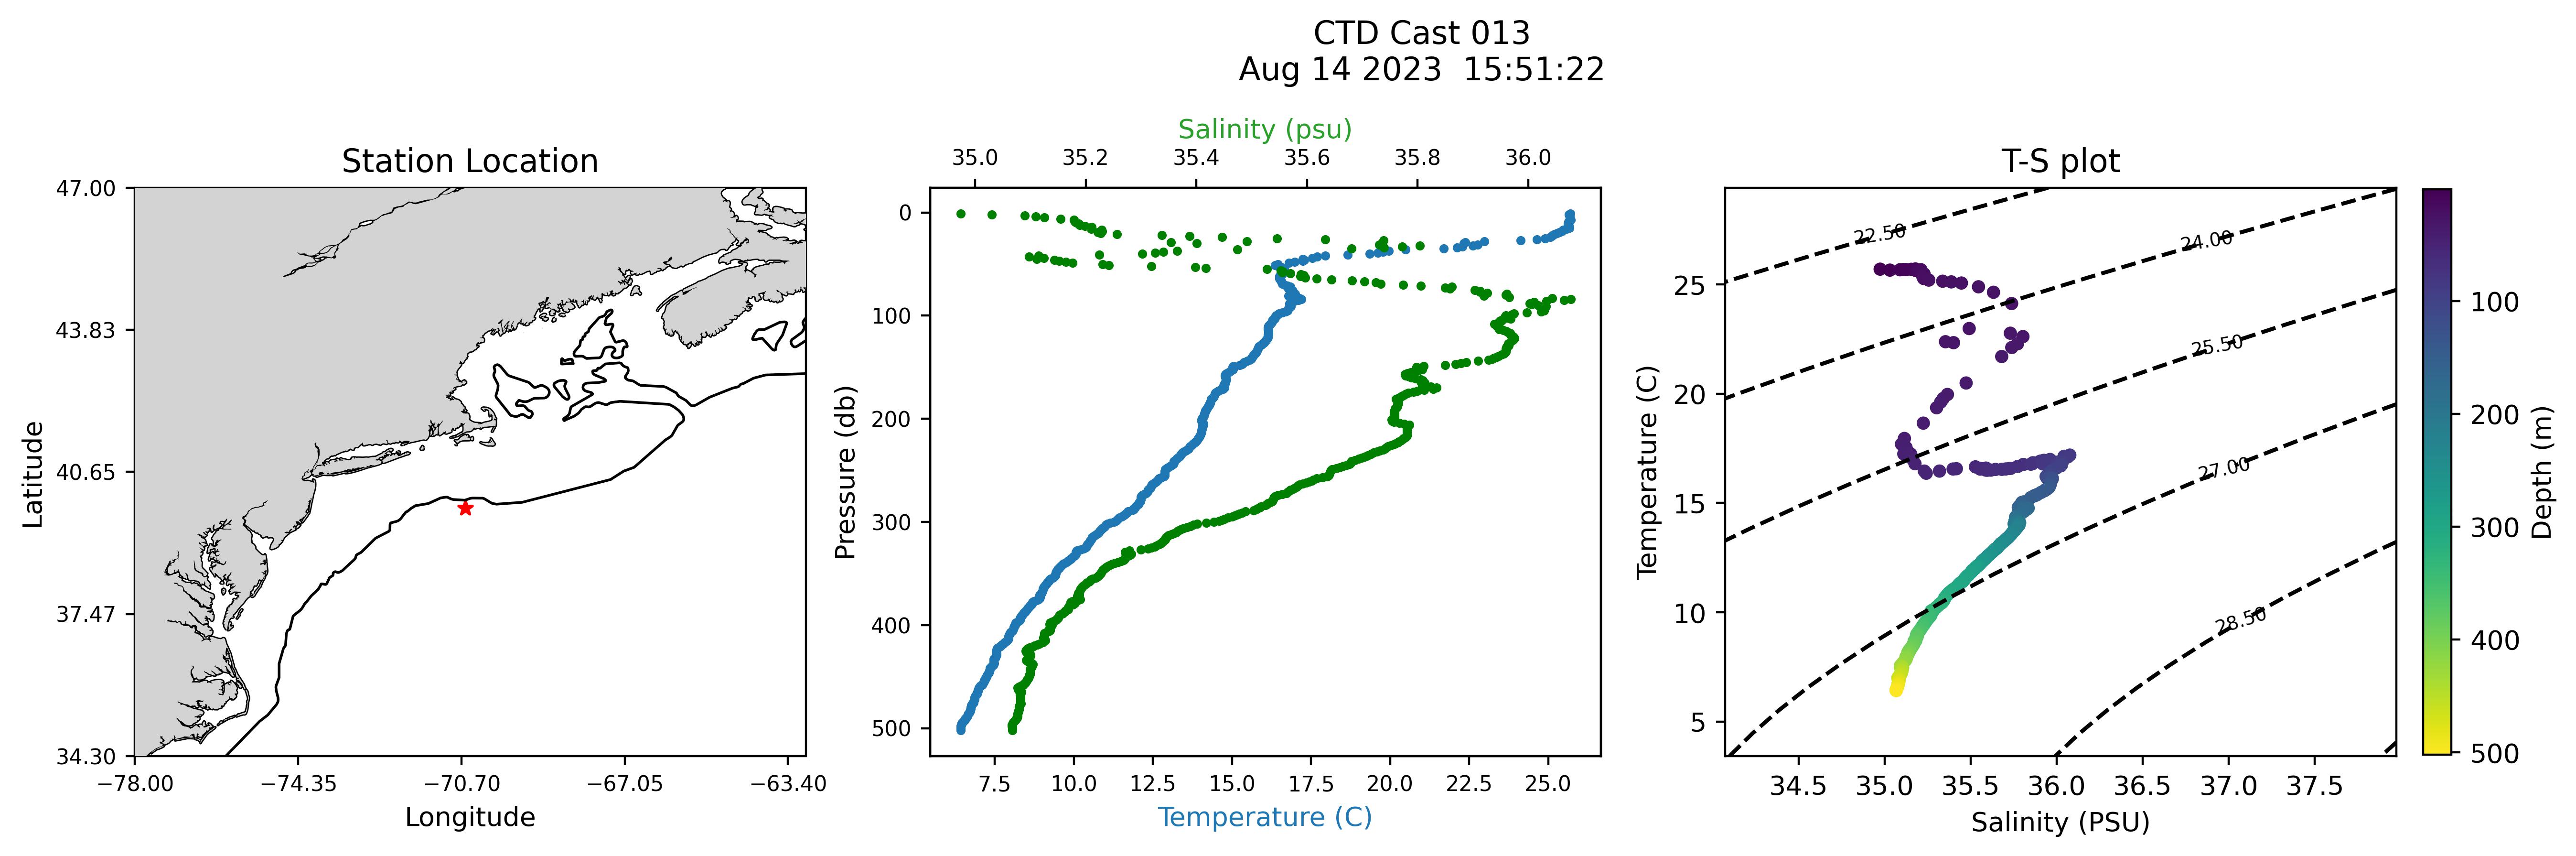 CTD Cast 013
Aug 14 2023  15:51:22
Station Location
47.00
43.83
40.65
37.47
34.30
Latitude
−78.00 −74.35 −70.70 −67.05 −63.40
Longitude
Salinity (psu)
35.0 35.2 35.4 35.6 35.8 36.0
0
100
200
300
400
500
Pressure (db)
7.5 10.0 12.5 15.0 17.5 20.0 22.5 25.0
Temperature (C)
T-S plot
25
20
15
10
5
Temperature (C)
22.50
24.00
25.50
27.00
28.50
34.5 35.0 35.5 36.0 36.5 37.0 37.5
Salinity (PSU)
100
200
300
400
500
Depth (m)